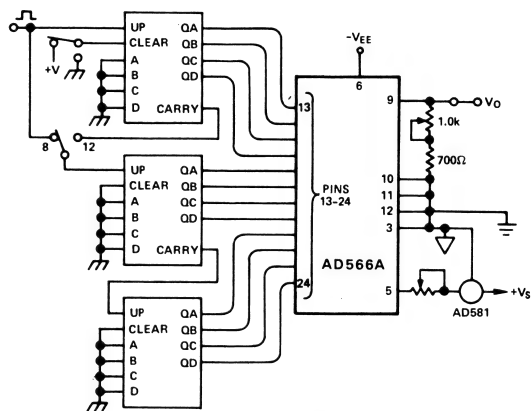 UP QA
CLEAR QB
A QC
B QD
C
D CARRY
+V
8 12
UP QA
CLEAR QB
A QC
B QD
C
D CARRY
UP QA
CLEAR QB
A QC
B QD
C
D
-VEE
6
13
PINS
13-24
AD566A
24
9
10
11
12
3
5
VO
1.0k
700Ω
AD581
+VS